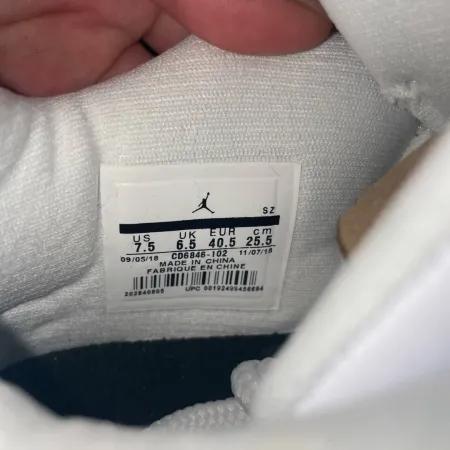 SZ
US UK EUR cm
7.5 6.5 40.5 25.5
09/05/18 CD6846-102 11/07/18
MADE IN CHINA
FABRIQUE EN CHINE